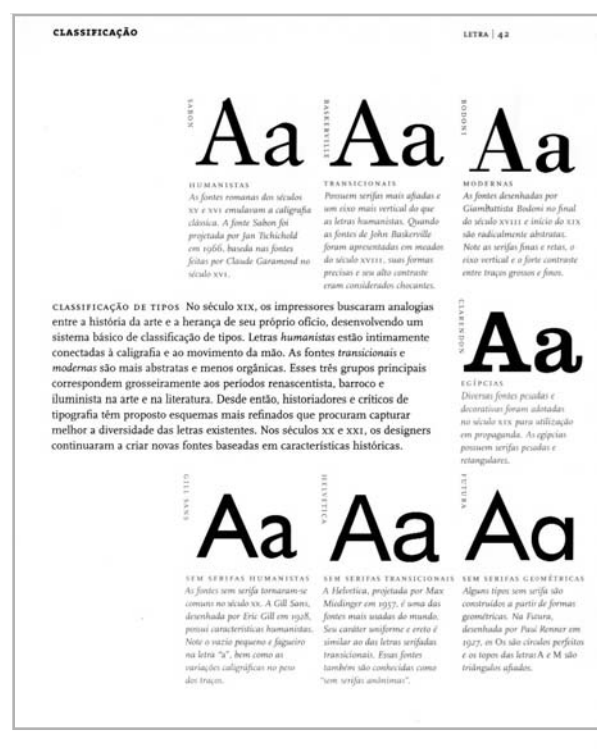 CLASSIFICAÇÃO
LETRA | 42
SABON
Aa
HUMANISTAS
As fontes romanas dos séculos
XV e XVI emularam a caligrafia
clássica. A fonte Sabon foi
projetada por Jan Tschichold
em 1966, baseda nas fontes
feitas por Claude Garamond no
século XVI.
BASKERVILLE
Aa
TRANSICIONAIS
Possuem serifas mais afiadas e
um eixo mais vertical do que
as letras humanistas. Quando
as fontes de John Baskerville
foram apresentadas em meados
do século XVIII, suas formas
precisas e seu alto contraste
eram considerados chocantes.
BODONI
Aa
MODERNAS
As fontes desenhadas por
Giambattista Bodoni no final
do século XVIII e início do XIX
são radicalmente abstratas.
Note as serifas finas e retas, o
eixo vertical e o forte contraste
entre traços grossos e finos.
CLASSIFICAÇÃO DE TIPOS No século XIX, os impressores buscaram analogias
entre a história da arte e a herança de seu próprio ofício, desenvolvendo um
sistema básico de classificação de tipos. Letras humanistas estão intimamente
conectadas à caligrafia e ao movimento da mão. As fontes transicionais e
modernas são mais abstratas e menos orgânicas. Esses três grupos principais
correspondem grosseiramente aos períodos renascentista, barroco e
iluminista na arte e na literatura. Desde então, historiadores e críticos de
tipografia têm proposto esquemas mais refinados que procuram capturar
melhor a diversidade das letras existentes. Nos séculos XX e XXI, os designers
continuaram a criar novas fontes baseadas em características históricas.
CLARENDON
Aa
EGÍPCIAS
Diversas fontes pesadas e
decorativas foram adotadas
no século XIX para utilização
em propaganda. As egípcias
possuem serifas pesadas e
retangulares.
GILL SANS
Aa
SEM SERIFAS HUMANISTAS
As fontes sem serifa tornaram-se
comuns no século XX. A Gill Sans,
desenhada por Eric Gill em 1928,
possui características humanistas.
Note o vazio pequeno e fagueiro
na letra "a", bem como as
variações caligráficas no peso
dos traços.
HELVETICA
Aa
SEM SERIFAS TRANSICIONAIS
A Helvetica, projetada por Max
Miedinger em 1957, é uma das
fontes mais usadas do mundo.
Seu caráter uniforme e ereto é
similar ao das letras serifadas
transicionais. Essas fontes
também são conhecidas como
"sem serifas anônimas".
FUTURA
Aa
SEM SERIFAS GEOMÉTRICAS
Alguns tipos sem serifa são
construídos a partir de formas
geométricas. Na Futura,
desenhada por Paul Renner em
1927, os Os são círculos perfeitos
e os topos das letras A e M são
triângulos afiados.